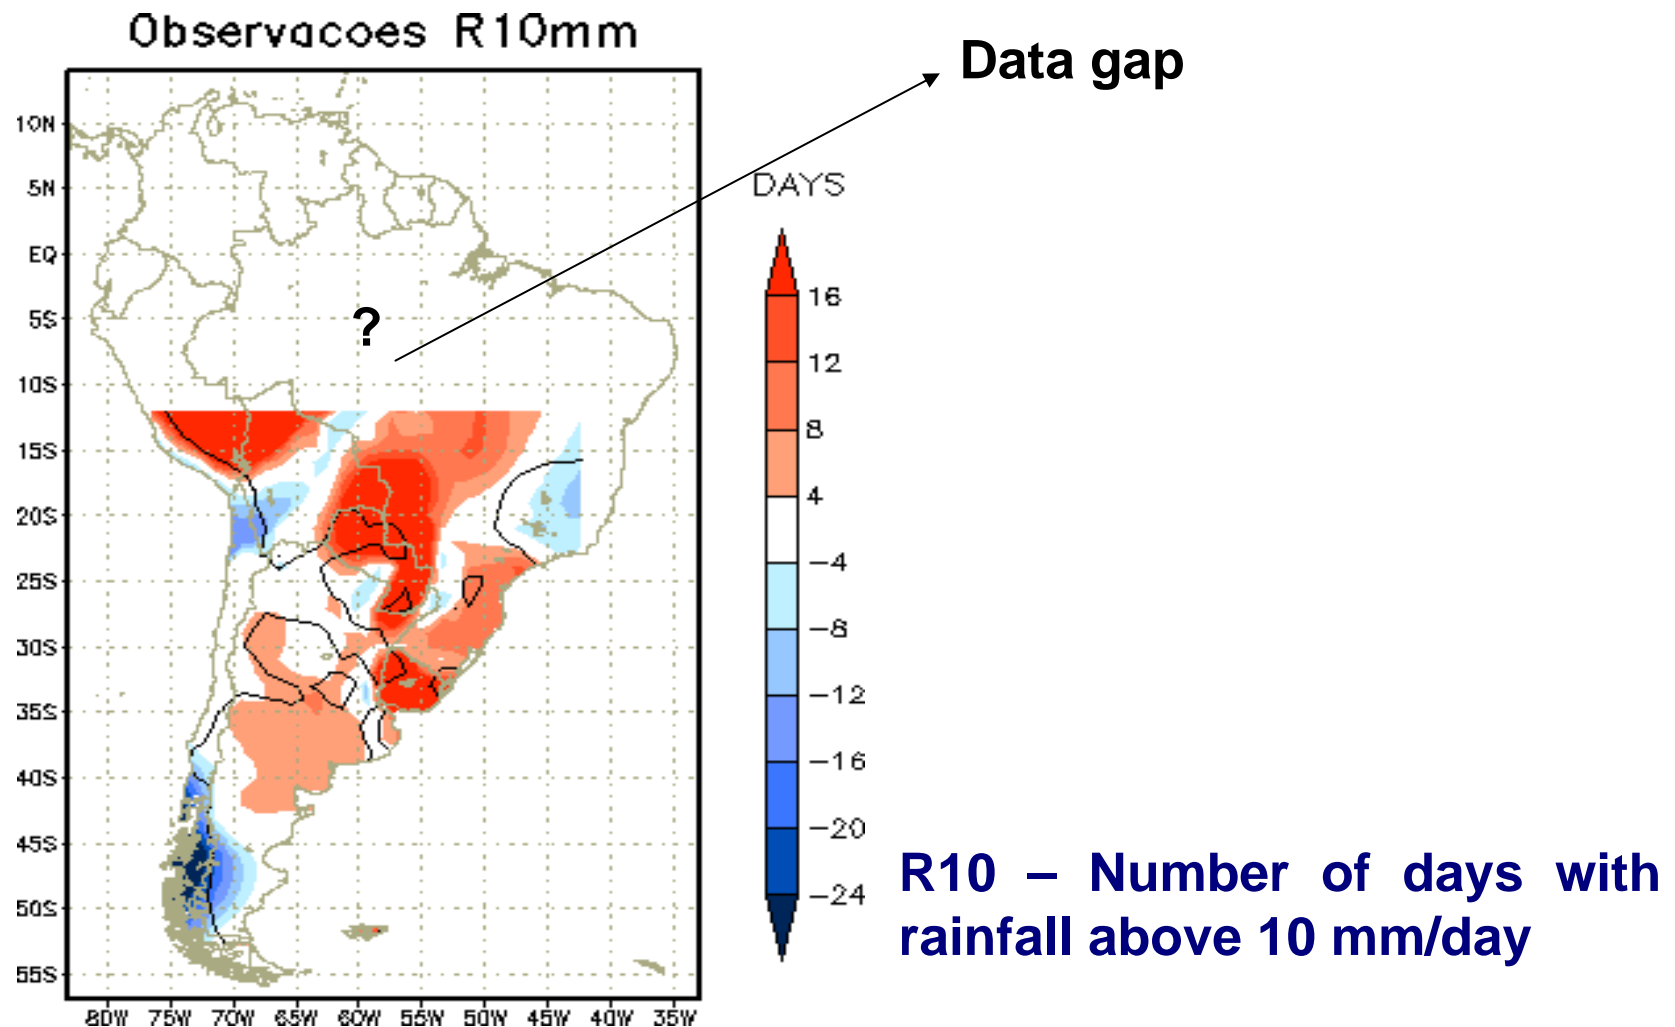 Observacoes R10mm
Data gap
DAYS
10N
5N
EQ
5S
10S
15S
20S
25S
30S
35S
40S
45S
50S
55S
?
80W 75W 70W 65W 60W 55W 50W 45W 40W 35W
16
12
8
4
-4
-8
-12
-16
-20
-24
R10 – Number of days with
rainfall above 10 mm/day